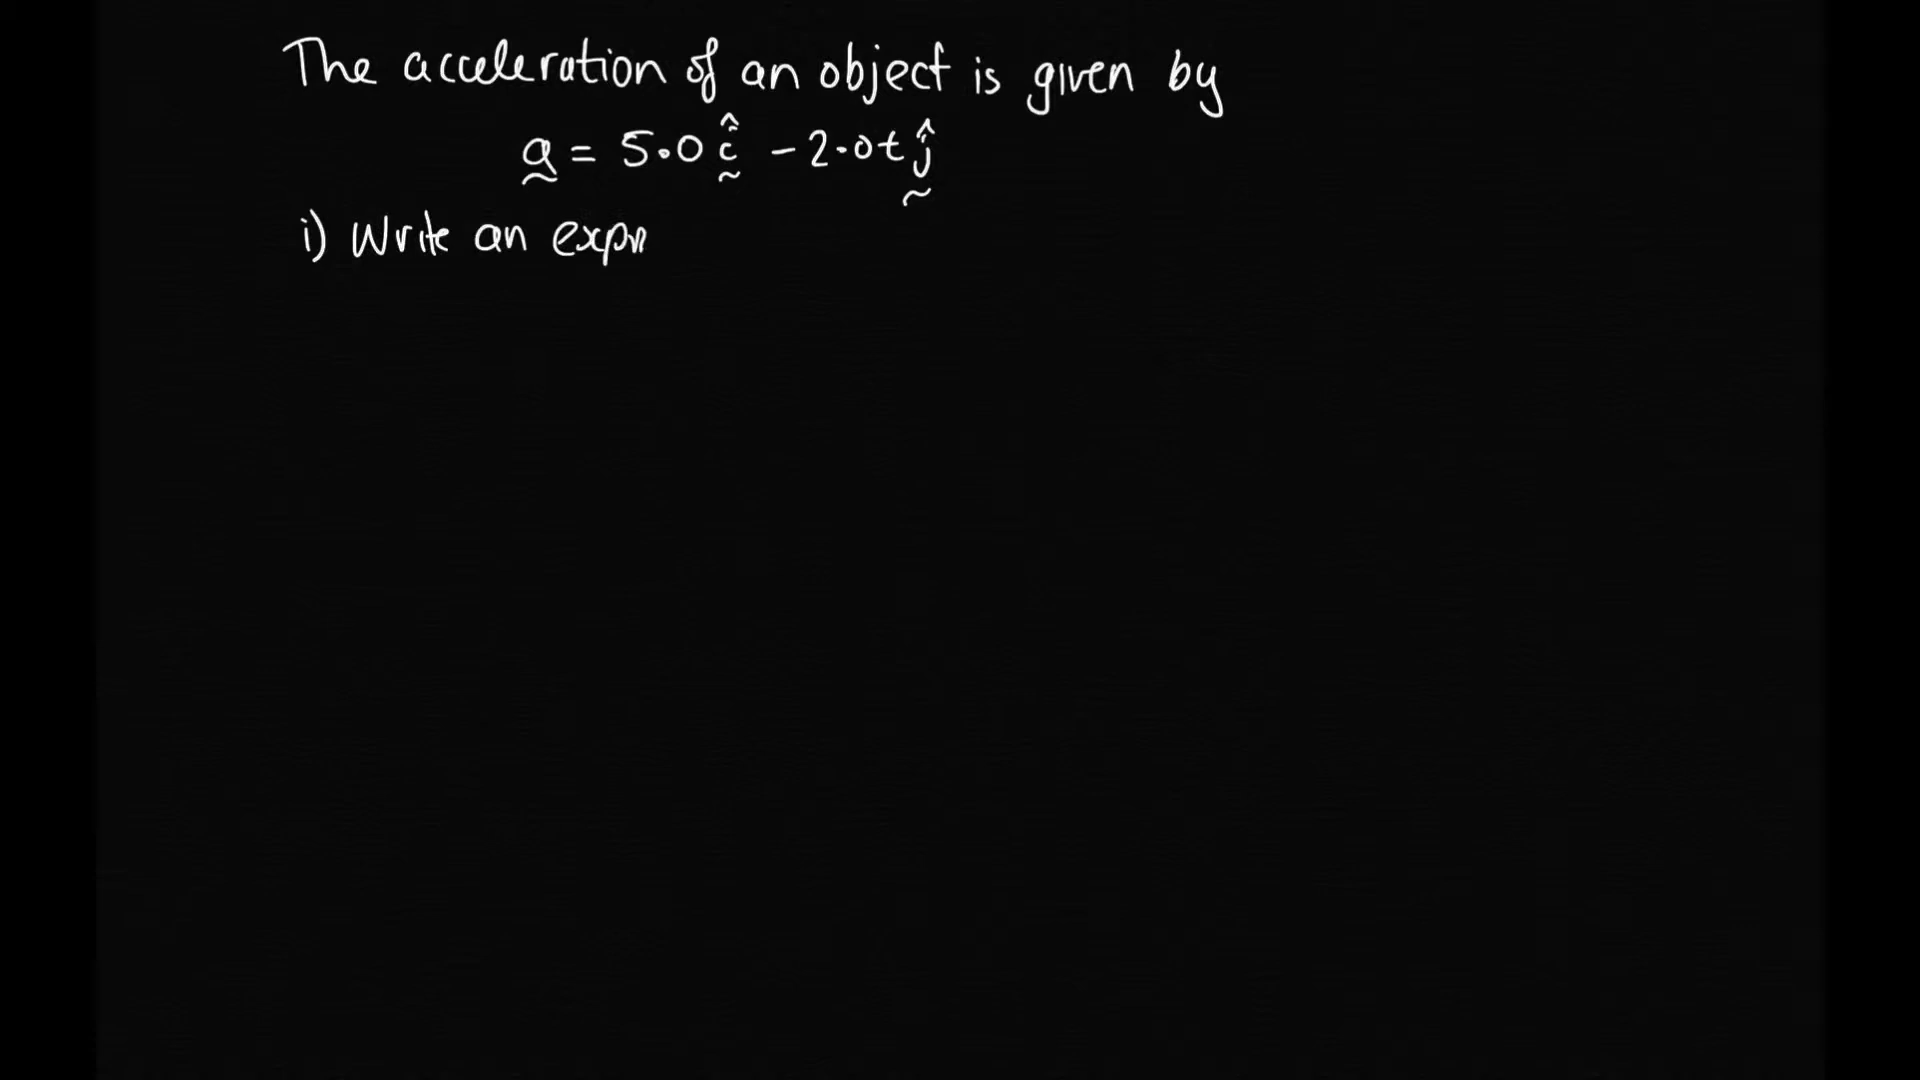 The acceleration of an object is given by
a = 5.0 î - 2.0t ĵ
i) Write an expr